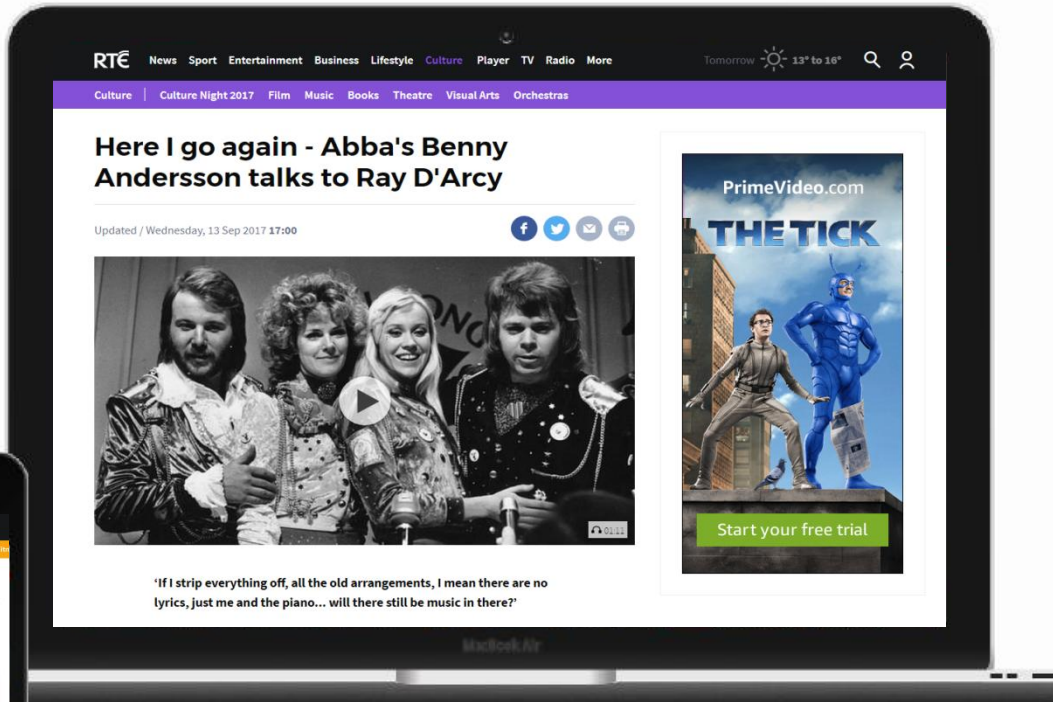 RTÉ News Sport Entertainment Business Lifestyle Culture Player TV Radio More Tomorrow 13° to 16°
Culture | Culture Night 2017 Film Music Books Theatre Visual Arts Orchestras
Here I go again - Abba's Benny
Andersson talks to Ray D'Arcy
Updated / Wednesday, 13 Sep 2017 17:00
f
01:11
‘If I strip everything off, all the old arrangements, I mean there are no
lyrics, just me and the piano... will there still be music in there?’
PrimeVideo.com
THE TICK
Start your free trial
MacBook Air